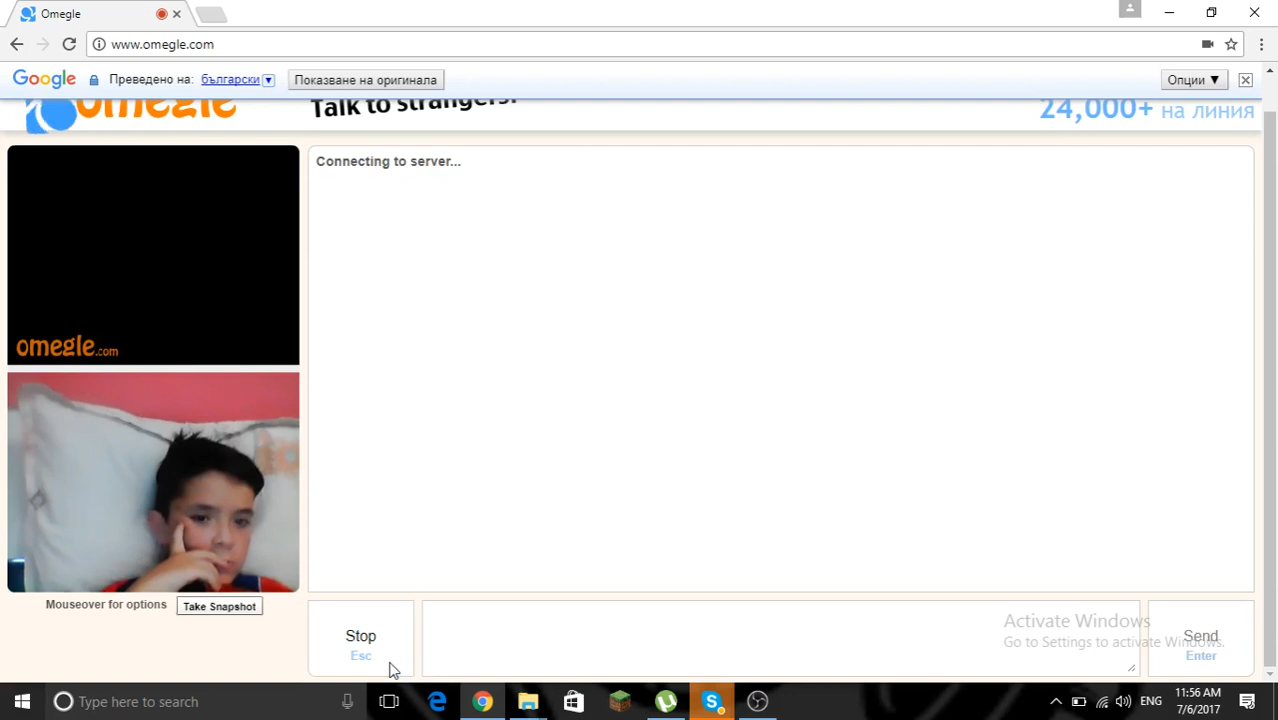 Omegle
www.omegle.com
Google Преведено на: български Показване на оригинала Опции ▼
omegle Talk to strangers! 24,000+ на линия
Connecting to server...
omegle.com
Mouseover for options Take Snapshot
Stop
Esc
Send
Enter
Activate Windows
Go to Settings to activate Windows.
Type here to search
ENG
11:56 AM
7/6/2017